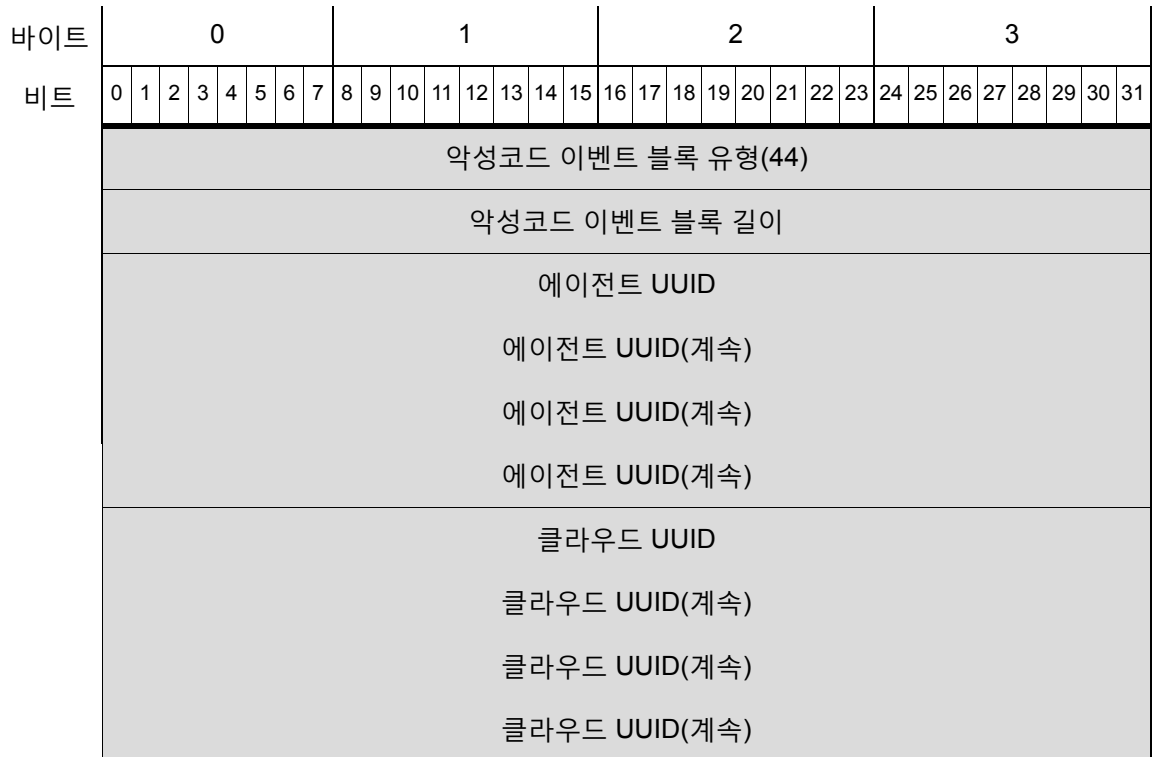 바이트 0 1 2 3
비트 0 1 2 3 4 5 6 7 8 9 10 11 12 13 14 15 16 17 18 19 20 21 22 23 24 25 26 27 28 29 30 31
악성코드 이벤트 블록 유형(44)
악성코드 이벤트 블록 길이
에이전트 UUID
에이전트 UUID(계속)
에이전트 UUID(계속)
에이전트 UUID(계속)
클라우드 UUID
클라우드 UUID(계속)
클라우드 UUID(계속)
클라우드 UUID(계속)